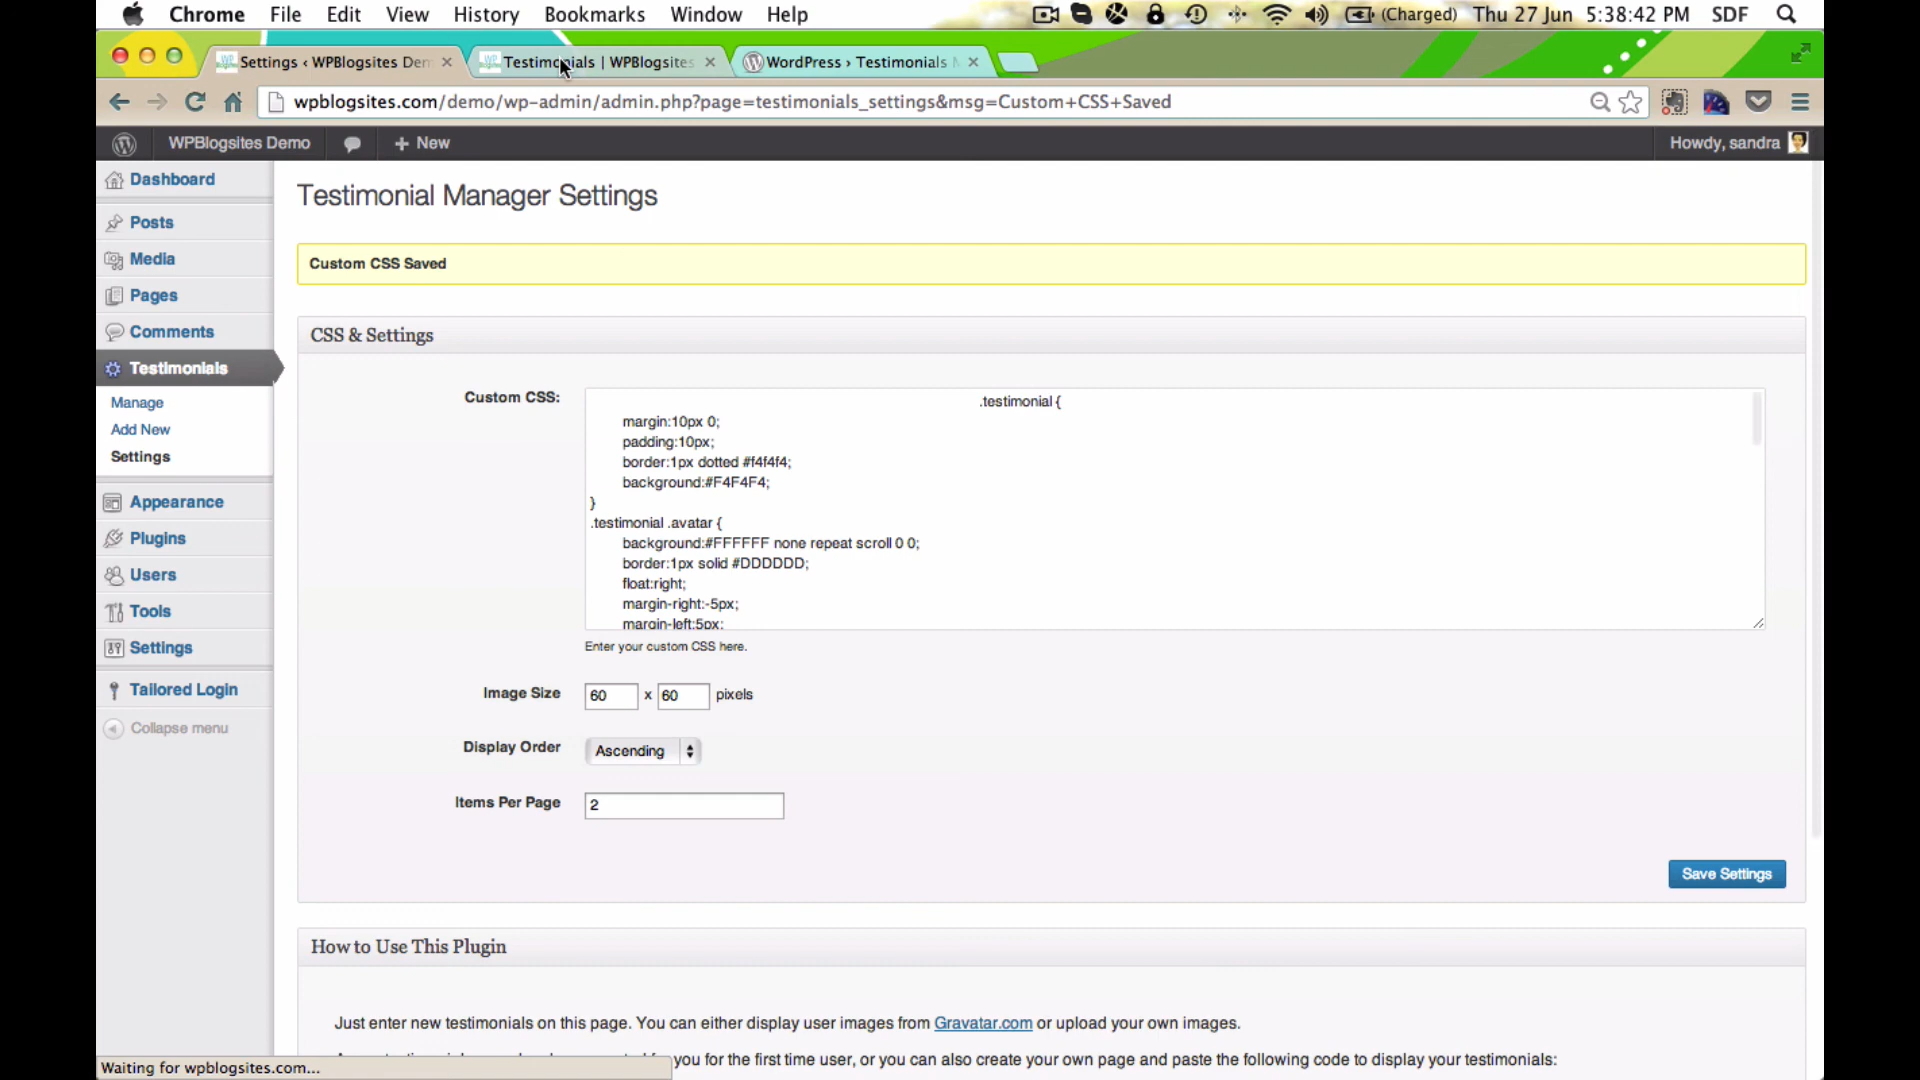 Chrome File Edit View History Bookmarks Window Help (Charged) Thu 27 Jun 5:38:42 PM SDF
Settings ‹ WPBlogsites Den Testimonials | WPBlogsites WordPress › Testimonials
wpblogsites.com/demo/wp-admin/admin.php?page=testimonials_settings&msg=Custom+CSS+Saved
WPBlogsites Demo + New Howdy, sandra
Dashboard
Posts
Media
Pages
Comments
Testimonials
Manage
Add New
Settings
Appearance
Plugins
Users
Tools
Settings
Tailored Login
Collapse menu
Testimonial Manager Settings
Custom CSS Saved
CSS & Settings
Custom CSS:
.testimonial {
margin:10px 0;
padding:10px;
border:1px dotted #f4f4f4;
background:#F4F4F4;
}
.testimonial .avatar {
background:#FFFFFF none repeat scroll 0 0;
border:1px solid #DDDDDD;
float:right;
margin-right:-5px;
margin-left:5px;
Enter your custom CSS here.
Image Size 60 x 60 pixels
Display Order Ascending
Items Per Page 2
Save Settings
How to Use This Plugin
Just enter new testimonials on this page. You can either display user images from Gravatar.com or upload your own images.
you for the first time user, or you can also create your own page and paste the following code to display your testimonials:
Waiting for wpblogsites.com...